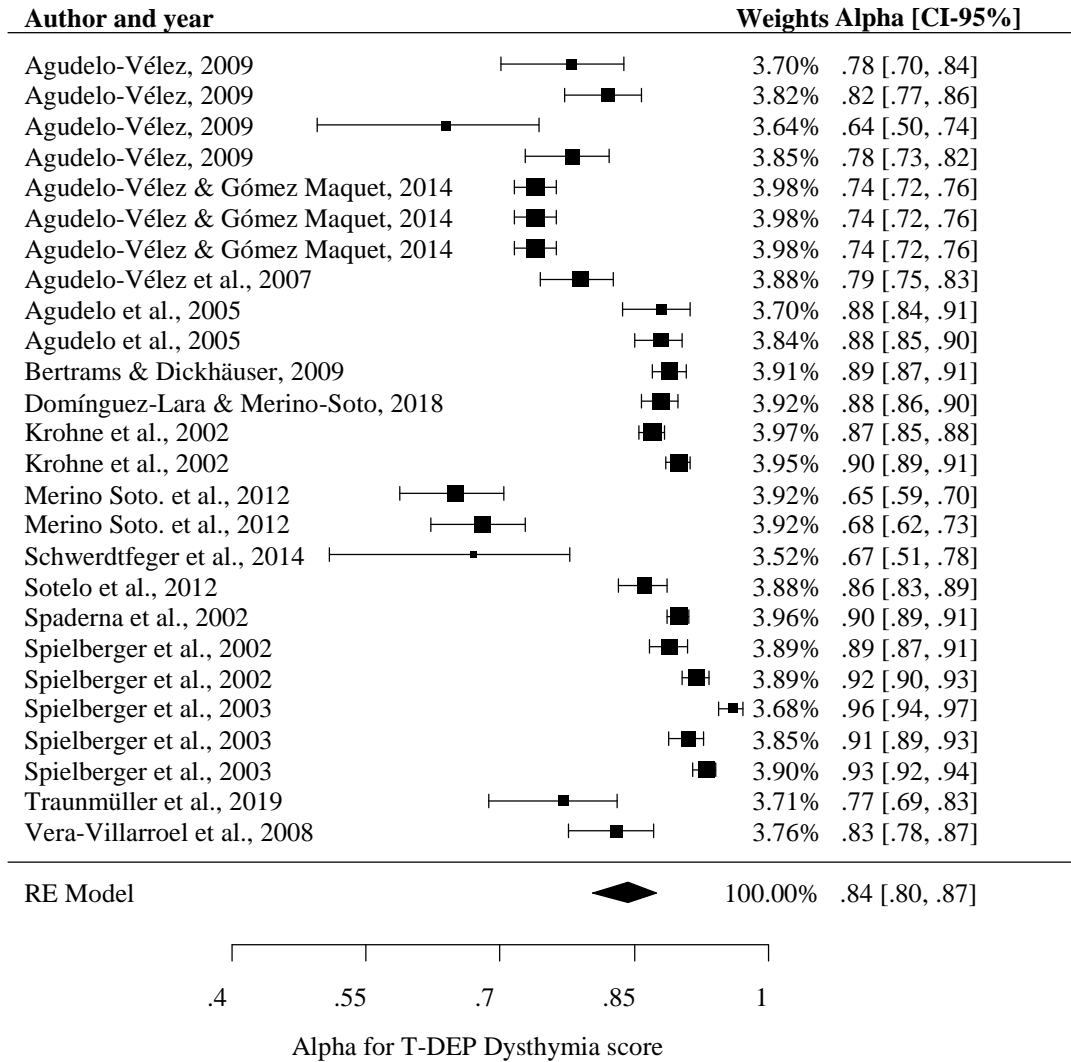 Author and year Weights Alpha [CI-95%]
Agudelo-Vélez, 2009 3.70% .78 [.70, .84]
Agudelo-Vélez, 2009 3.82% .82 [.77, .86]
Agudelo-Vélez, 2009 3.64% .64 [.50, .74]
Agudelo-Vélez, 2009 3.85% .78 [.73, .82]
Agudelo-Vélez & Gómez Maquet, 2014 3.98% .74 [.72, .76]
Agudelo-Vélez & Gómez Maquet, 2014 3.98% .74 [.72, .76]
Agudelo-Vélez & Gómez Maquet, 2014 3.98% .74 [.72, .76]
Agudelo-Vélez et al., 2007 3.88% .79 [.75, .83]
Agudelo et al., 2005 3.70% .88 [.84, .91]
Agudelo et al., 2005 3.84% .88 [.85, .90]
Bertrams & Dickhäuser, 2009 3.91% .89 [.87, .91]
Domínguez-Lara & Merino-Soto, 2018 3.92% .88 [.86, .90]
Krohne et al., 2002 3.97% .87 [.85, .88]
Krohne et al., 2002 3.95% .90 [.89, .91]
Merino Soto. et al., 2012 3.92% .65 [.59, .70]
Merino Soto. et al., 2012 3.92% .68 [.62, .73]
Schwerdtfeger et al., 2014 3.52% .67 [.51, .78]
Sotelo et al., 2012 3.88% .86 [.83, .89]
Spaderna et al., 2002 3.96% .90 [.89, .91]
Spielberger et al., 2002 3.89% .89 [.87, .91]
Spielberger et al., 2002 3.89% .92 [.90, .93]
Spielberger et al., 2003 3.68% .96 [.94, .97]
Spielberger et al., 2003 3.85% .91 [.89, .93]
Spielberger et al., 2003 3.90% .93 [.92, .94]
Traunmüller et al., 2019 3.71% .77 [.69, .83]
Vera-Villarroel et al., 2008 3.76% .83 [.78, .87]
RE Model 100.00% .84 [.80, .87]
.4 .55 .7 .85 1
Alpha for T-DEP Dysthymia score